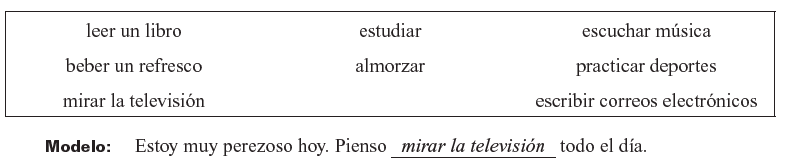 leer un libro estudiar escuchar música
beber un refresco almorzar practicar deportes
mirar la televisión escribir correos electrónicos
Modelo: Estoy muy perezoso hoy. Pienso mirar la televisión todo el día.